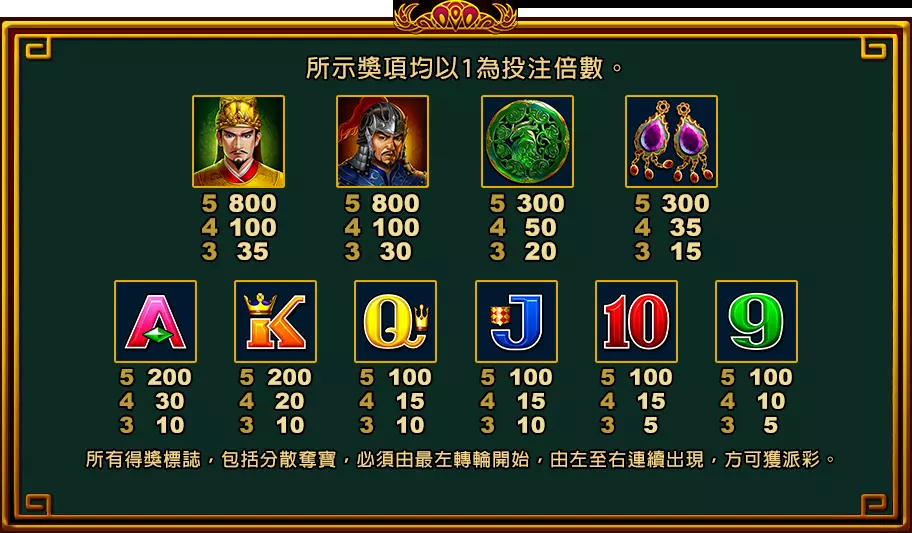 所示獎項均以1為投注倍數。
5 800 5 800 5 300 5 300
4 100 4 100 4 50 4 35
3 35 3 30 3 20 3 15
A K Q J 10 9
5 200 5 200 5 100 5 100 5 100 5 100
4 30 4 20 4 15 4 15 4 15 4 10
3 10 3 10 3 10 3 10 3 5 3 5
所有得獎標誌，包括分散奪寶，必須由最左轉輪開始，由左至右連續出現，方可獲派彩。